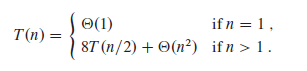 T(n) = { Θ(1) if n = 1 ,
8T(n/2) + Θ(n²) if n > 1 .